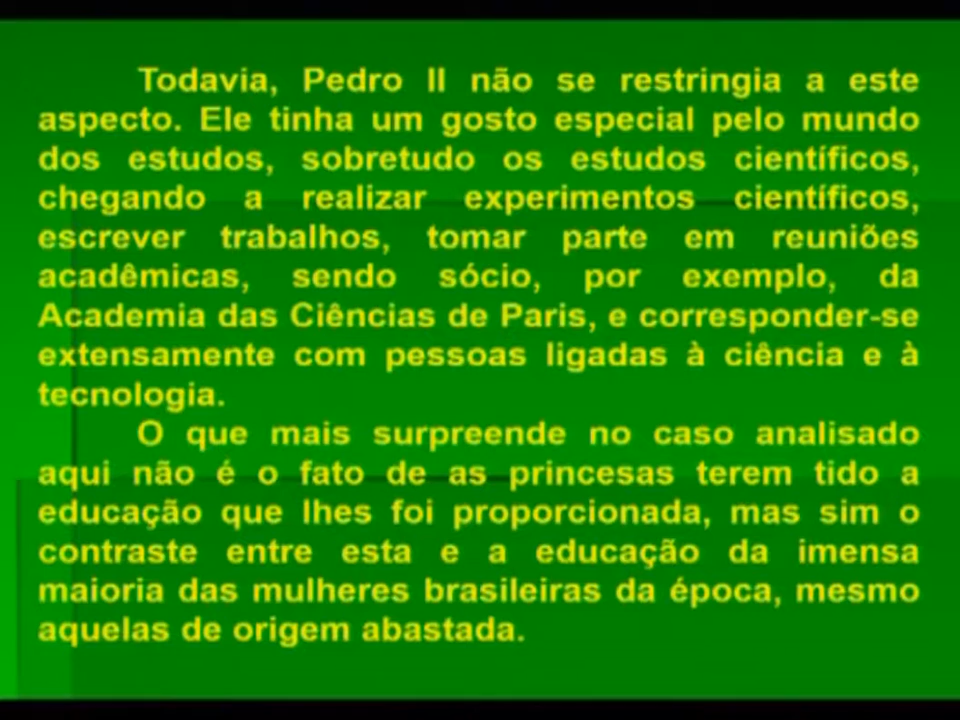 Todavia, Pedro II não se restringia a este
aspecto. Ele tinha um gosto especial pelo mundo
dos estudos, sobretudo os estudos científicos,
chegando a realizar experimentos científicos,
escrever trabalhos, tomar parte em reuniões
acadêmicas, sendo sócio, por exemplo, da
Academia das Ciências de Paris, e corresponder-se
extensamente com pessoas ligadas à ciência e à
tecnologia.
O que mais surpreende no caso analisado
aqui não é o fato de as princesas terem tido a
educação que lhes foi proporcionada, mas sim o
contraste entre esta e a educação da imensa
maioria das mulheres brasileiras da época, mesmo
aquelas de origem abastada.